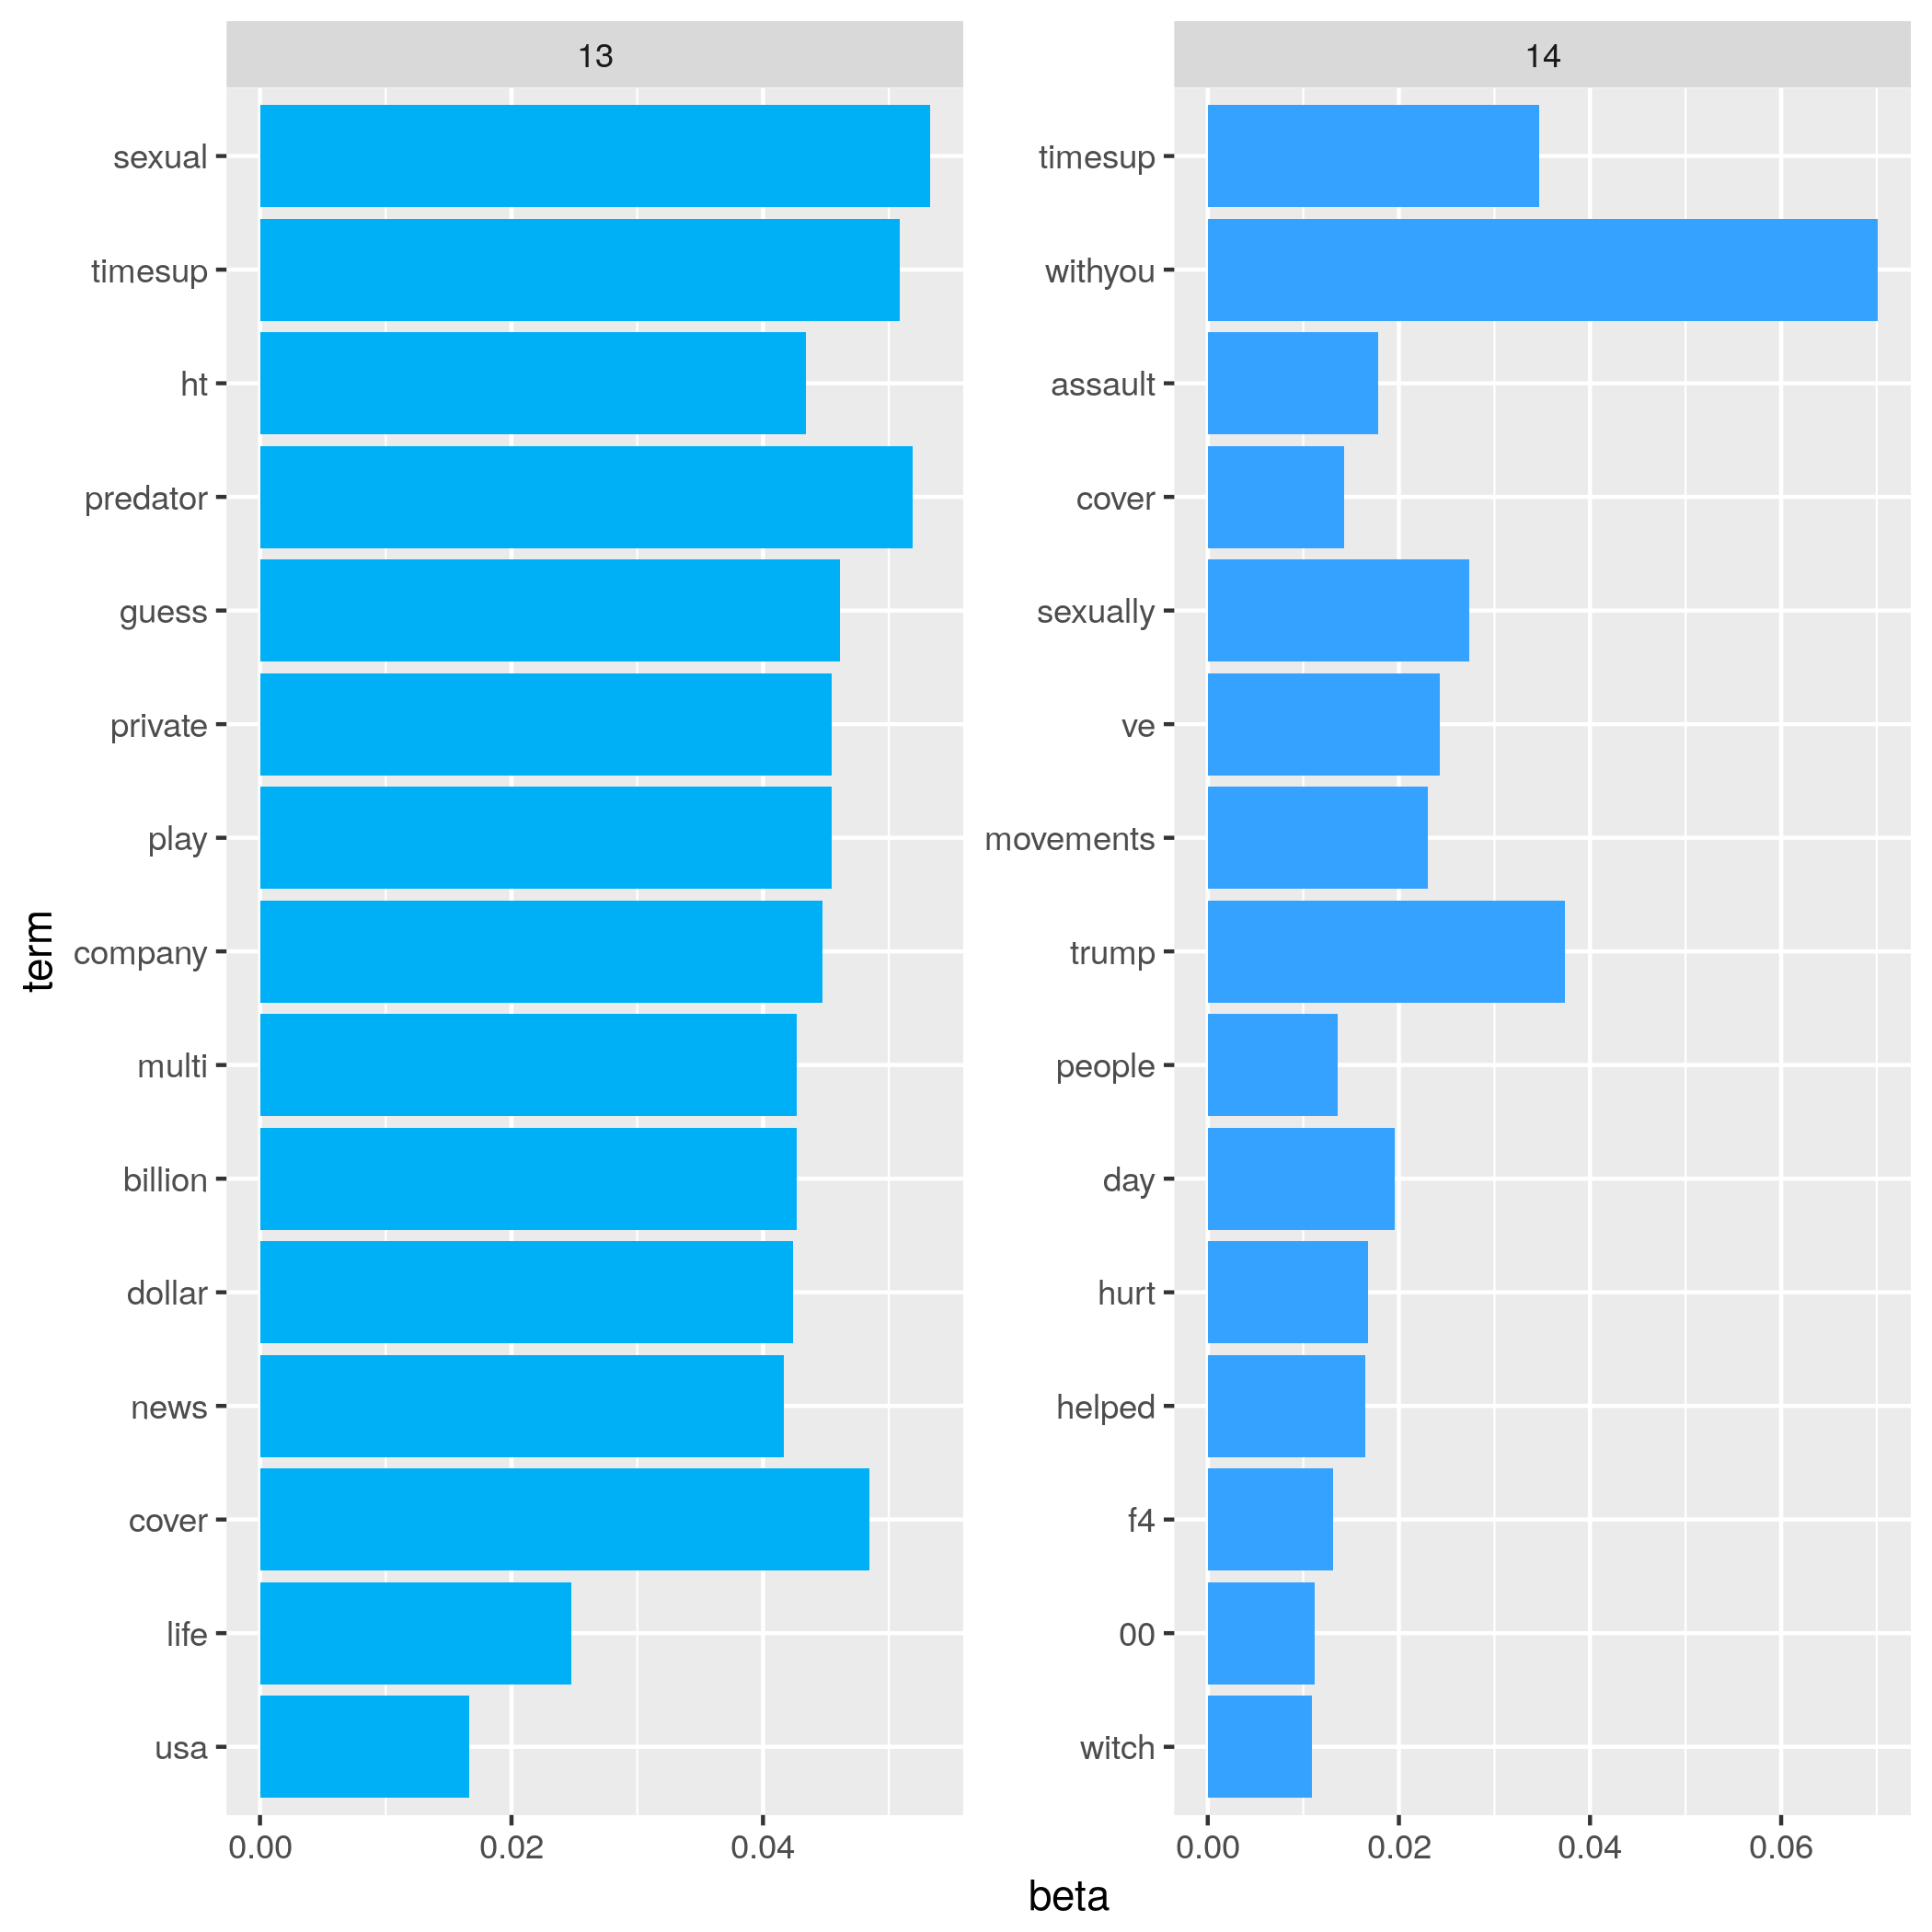 13
sexual
timesup
ht
predator
guess
private
play
company
multi
billion
dollar
news
cover
life
usa
0.00 0.02 0.04
14
timesup
withyou
assault
cover
sexually
ve
movements
trump
people
day
hurt
helped
f4
00
witch
0.00 0.02 0.04 0.06
term
beta